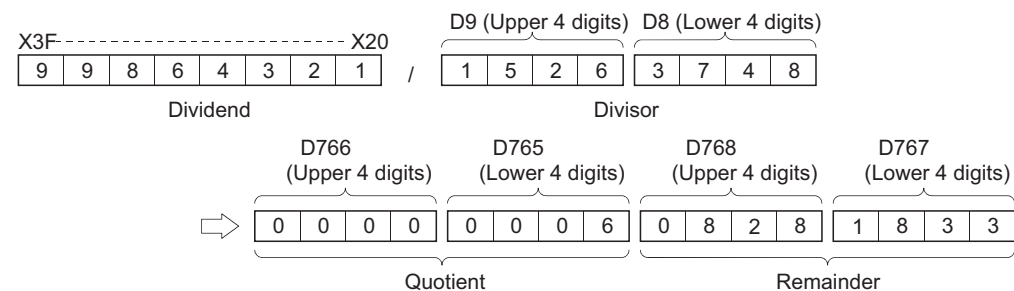 D9 (Upper 4 digits) D8 (Lower 4 digits)
X3F X20
9 9 8 6 4 3 2 1 / 1 5 2 6 3 7 4 8
Dividend Divisor
D766 D765 D768 D767
(Upper 4 digits) (Lower 4 digits) (Upper 4 digits) (Lower 4 digits)
0 0 0 0 0 0 0 6 0 8 2 8 1 8 3 3
Quotient Remainder